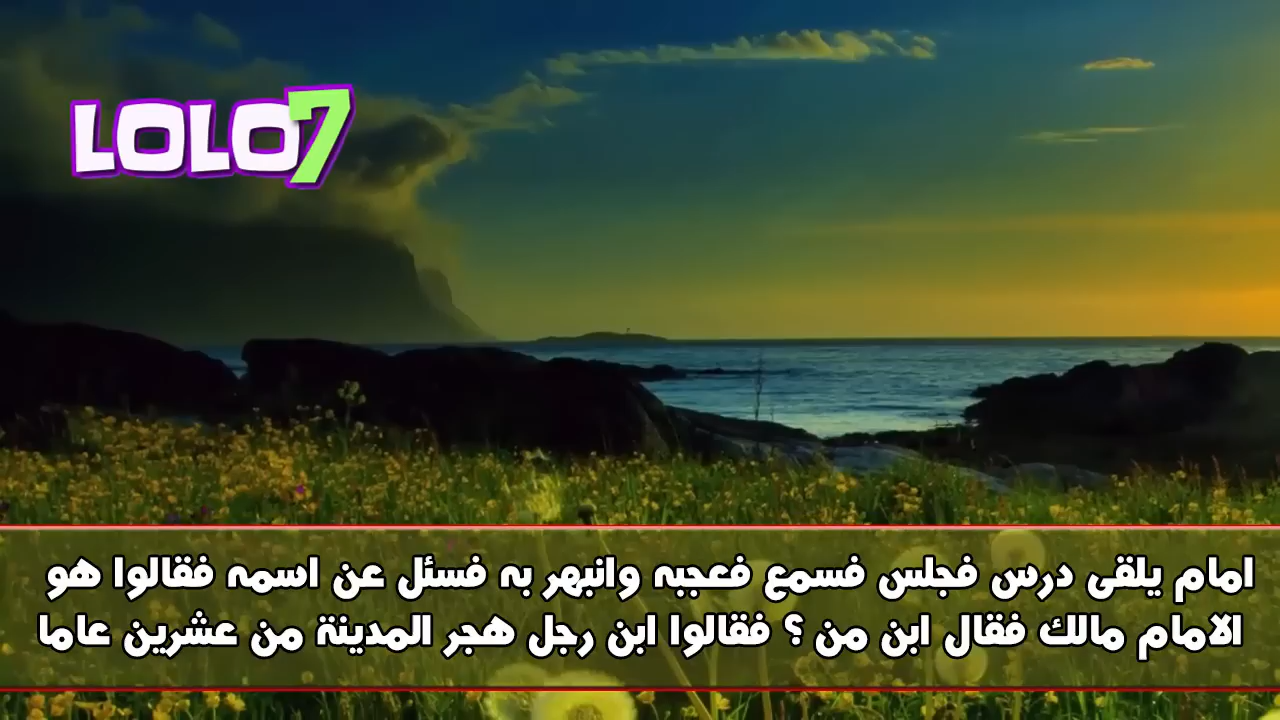 LOLO7
امام يلقى درس فجلس فسمع فعجبه وانبهر به فسئل عن اسمه فقالوا هو
الامام مالك فقال ابن من ؟ فقالوا ابن رجل هجر المدينة من عشرين عاما